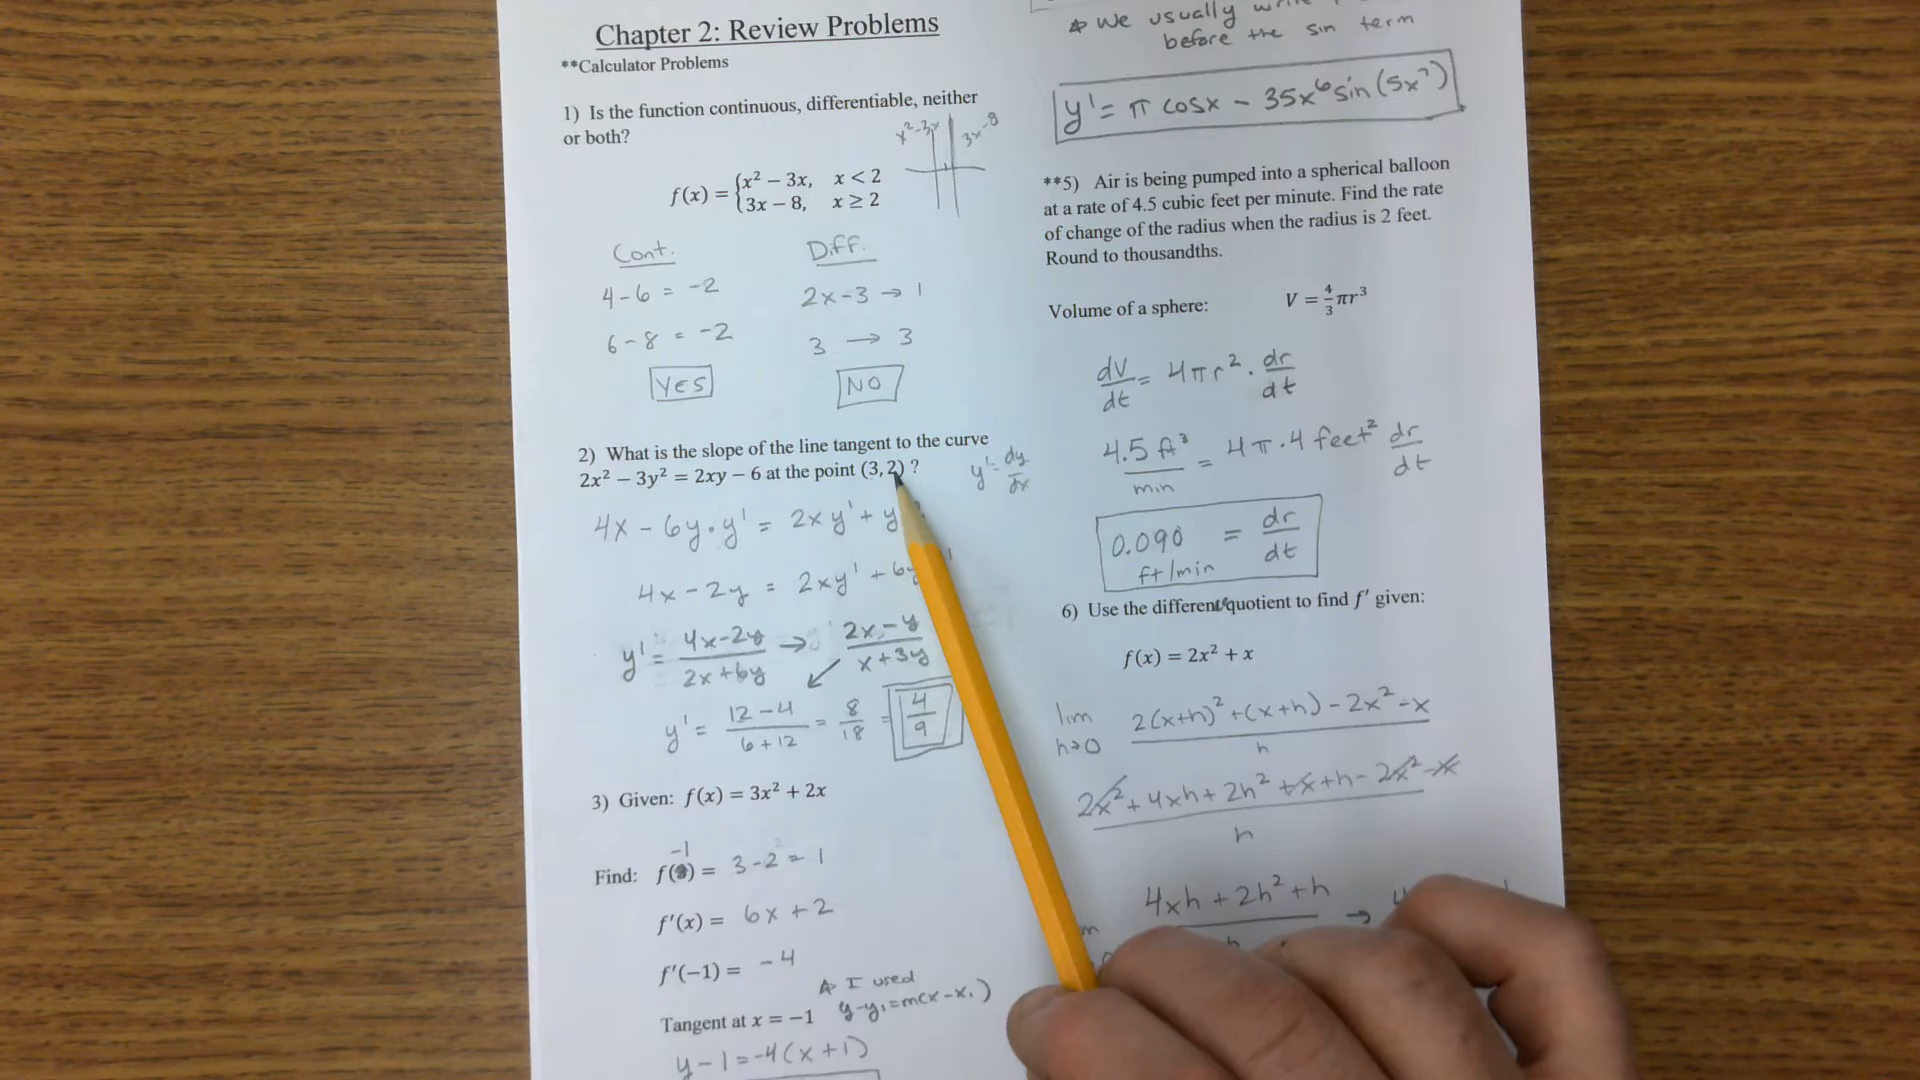 Chapter 2: Review Problems
**Calculator Problems
1) Is the function continuous, differentiable, neither
or both?
x² - 3x
3x - 8
f(x) = { x² − 3x, x < 2
3x − 8, x ≥ 2
Cont. Diff.
4 - 6 = -2 2x - 3 → 1
6 - 8 = -2 3 → 3
YES NO
2) What is the slope of the line tangent to the curve
2x² − 3y² = 2xy − 6 at the point (3, 2) ?
y' = dy/dx
4x - 6y · y' = 2xy' + y
4x - 2y = 2xy' + 6y
y' = (4x-2y)/(2x+6y) → (2x-y)/(x+3y)
y' = (12-4)/(6+12) = 8/18 = 4/9
3) Given: f(x) = 3x² + 2x
-1
Find: f( ) = 3 - 2 = 1
f′(x) = 6x + 2
f′(−1) = -4
I used
Tangent at x = −1 y-y₁=m(x-x₁)
y - 1 = -4(x+1)
We usually
before the sin term
y' = π cosx - 35x⁶ sin(5x⁷)
**5) Air is being pumped into a spherical balloon
at a rate of 4.5 cubic feet per minute. Find the rate
of change of the radius when the radius is 2 feet.
Round to thousandths.
Volume of a sphere: V = 4/3 πr³
dV/dt = 4πr² · dr/dt
4.5 ft³/min = 4π · 4 feet² dr/dt
0.090 ft/min = dr/dt
6) Use the different quotient to find f′ given:
f(x) = 2x² + x
lim h→0 (2(x+h)² + (x+h) - 2x² - x)/h
(2x² + 4xh + 2h² + x + h - 2x² - x)/h
(4xh + 2h² + h)/h →